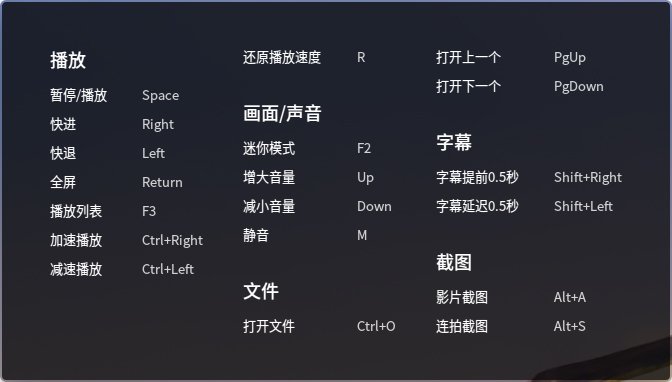 播放
暂停/播放 Space
快进 Right
快退 Left
全屏 Return
播放列表 F3
加速播放 Ctrl+Right
减速播放 Ctrl+Left
还原播放速度 R
画面/声音
迷你模式 F2
增大音量 Up
减小音量 Down
静音 M
文件
打开文件 Ctrl+O
打开上一个 PgUp
打开下一个 PgDown
字幕
字幕提前0.5秒 Shift+Right
字幕延迟0.5秒 Shift+Left
截图
影片截图 Alt+A
连拍截图 Alt+S